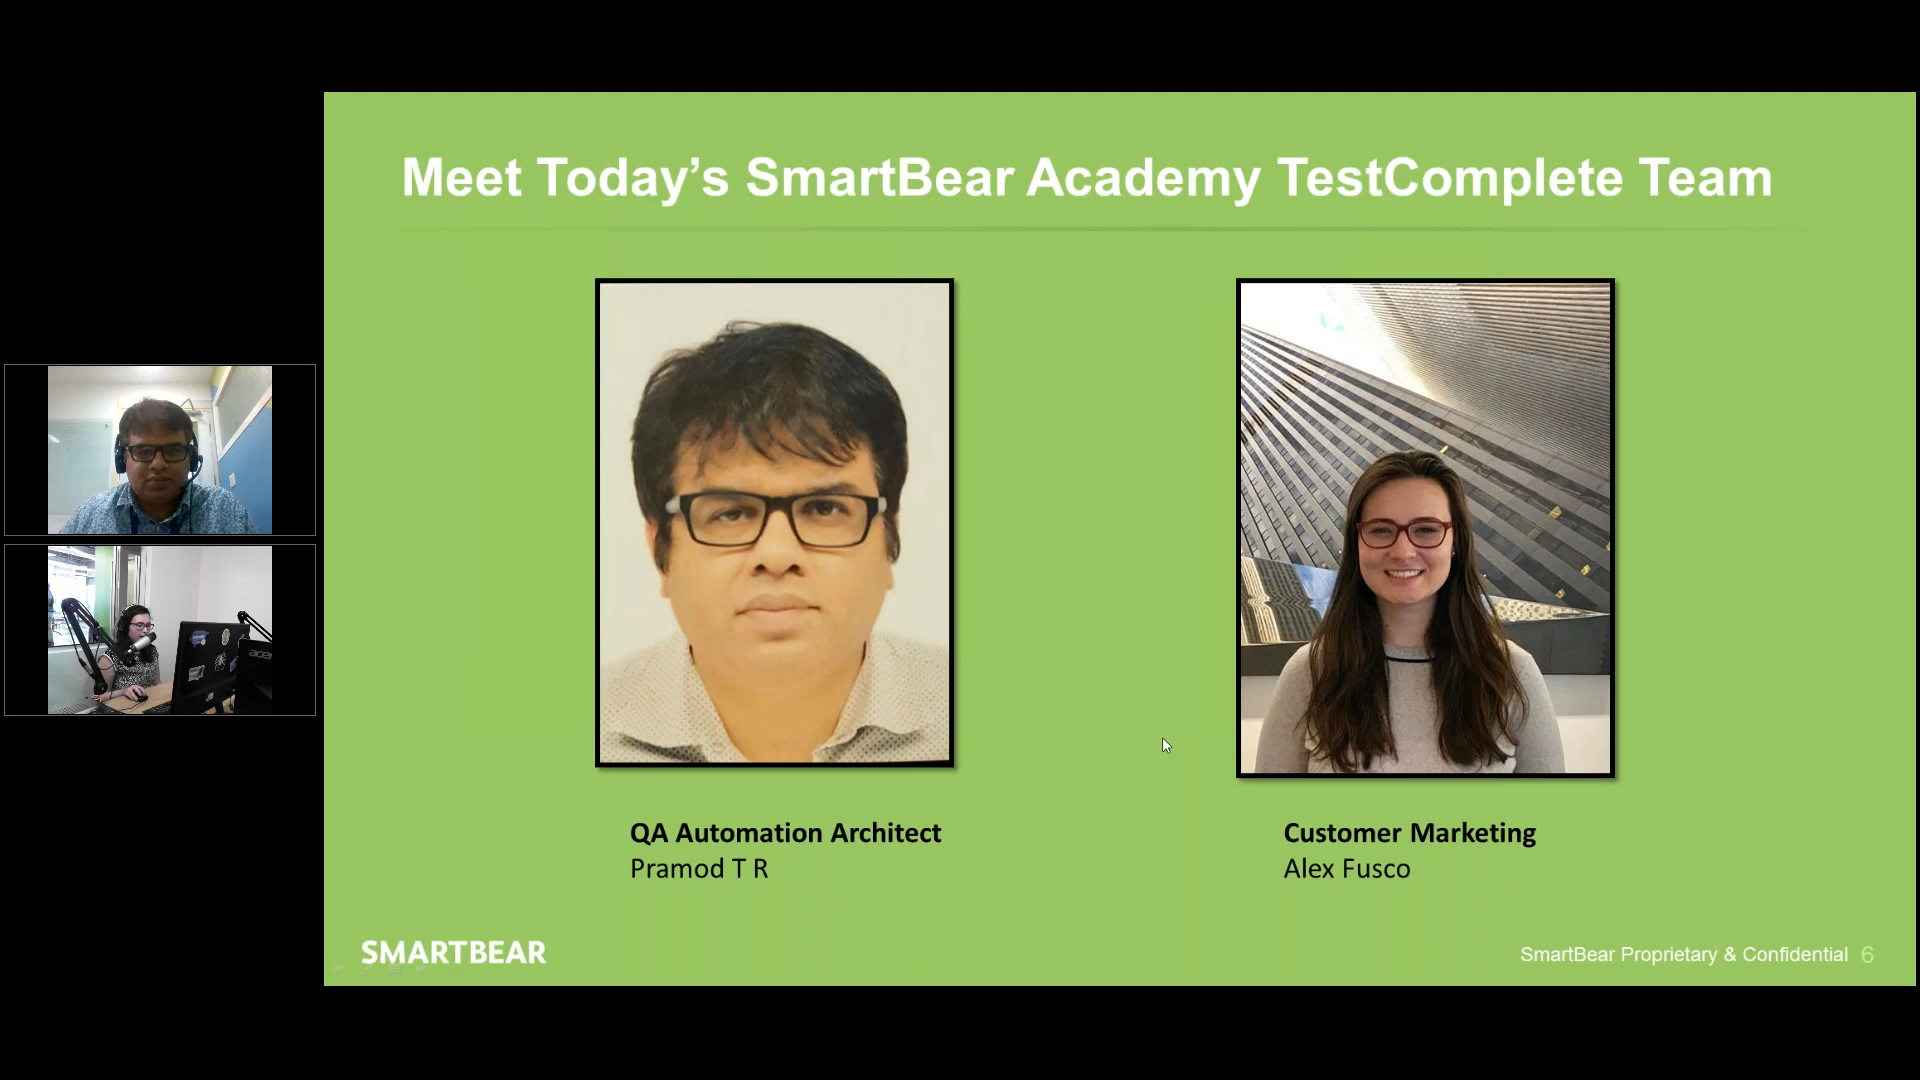 Meet Today’s SmartBear Academy TestComplete Team
QA Automation Architect
Pramod T R
Customer Marketing
Alex Fusco
SMARTBEAR
SmartBear Proprietary & Confidential 6
acer